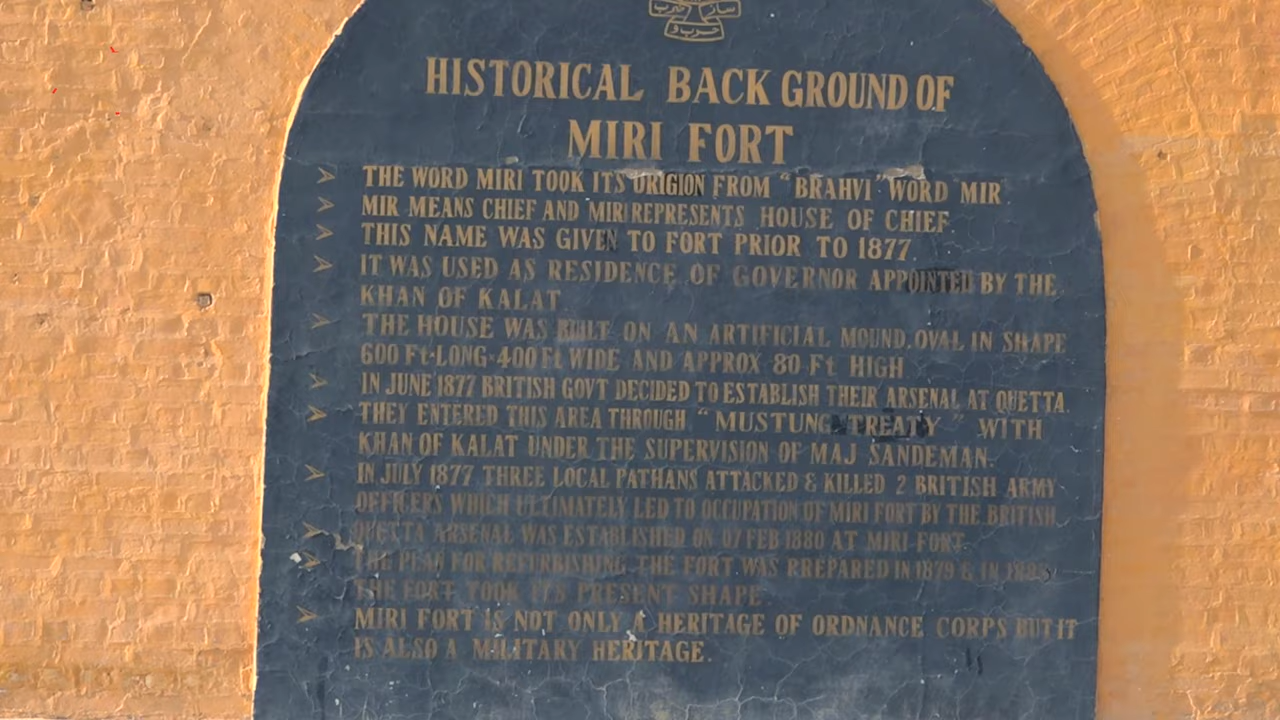 ساز حرب
حرب و
HISTORICAL BACK GROUND OF
MIRI FORT
THE WORD MIRI TOOK ITS ORIGION FROM "BRAHVI" WORD MIR
MIR MEANS CHIEF AND MIRI REPRESENTS HOUSE OF CHIEF
THIS NAME WAS GIVEN TO FORT PRIOR TO 1877
IT WAS USED AS RESIDENCE OF GOVERNOR APPOINTED BY THE
KHAN OF KALAT
THE HOUSE WAS BUILT ON AN ARTIFICIAL MOUND, OVAL IN SHAPE
600 Ft-LONG-400 Ft WIDE AND APPROX 80 Ft HIGH
IN JUNE 1877 BRITISH GOVT DECIDED TO ESTABLISH THEIR ARSENAL AT QUETTA.
THEY ENTERED THIS AREA THROUGH "MUSTUNG TREATY" WITH
KHAN OF KALAT UNDER THE SUPERVISION OF MAJ SANDEMAN.
IN JULY 1877 THREE LOCAL PATHANS ATTACKED & KILLED 2 BRITISH ARMY
OFFICERS WHICH ULTIMATELY LED TO OCCUPATION OF MIRI FORT BY THE BRITISH
QUETTA ARSENAL WAS ESTABLISHED ON 07 FEB 1880 AT MIRI FORT.
THE PLAN FOR REFURBISHING THE FORT WAS RREPARED IN 1879 & IN
THE FORT TOOK ITS PRESENT SHAPE.
MIRI FORT IS NOT ONLY A HERITAGE OF ORDNANCE CORPS BUT IT
IS ALSO A MILITARY HERITAGE.